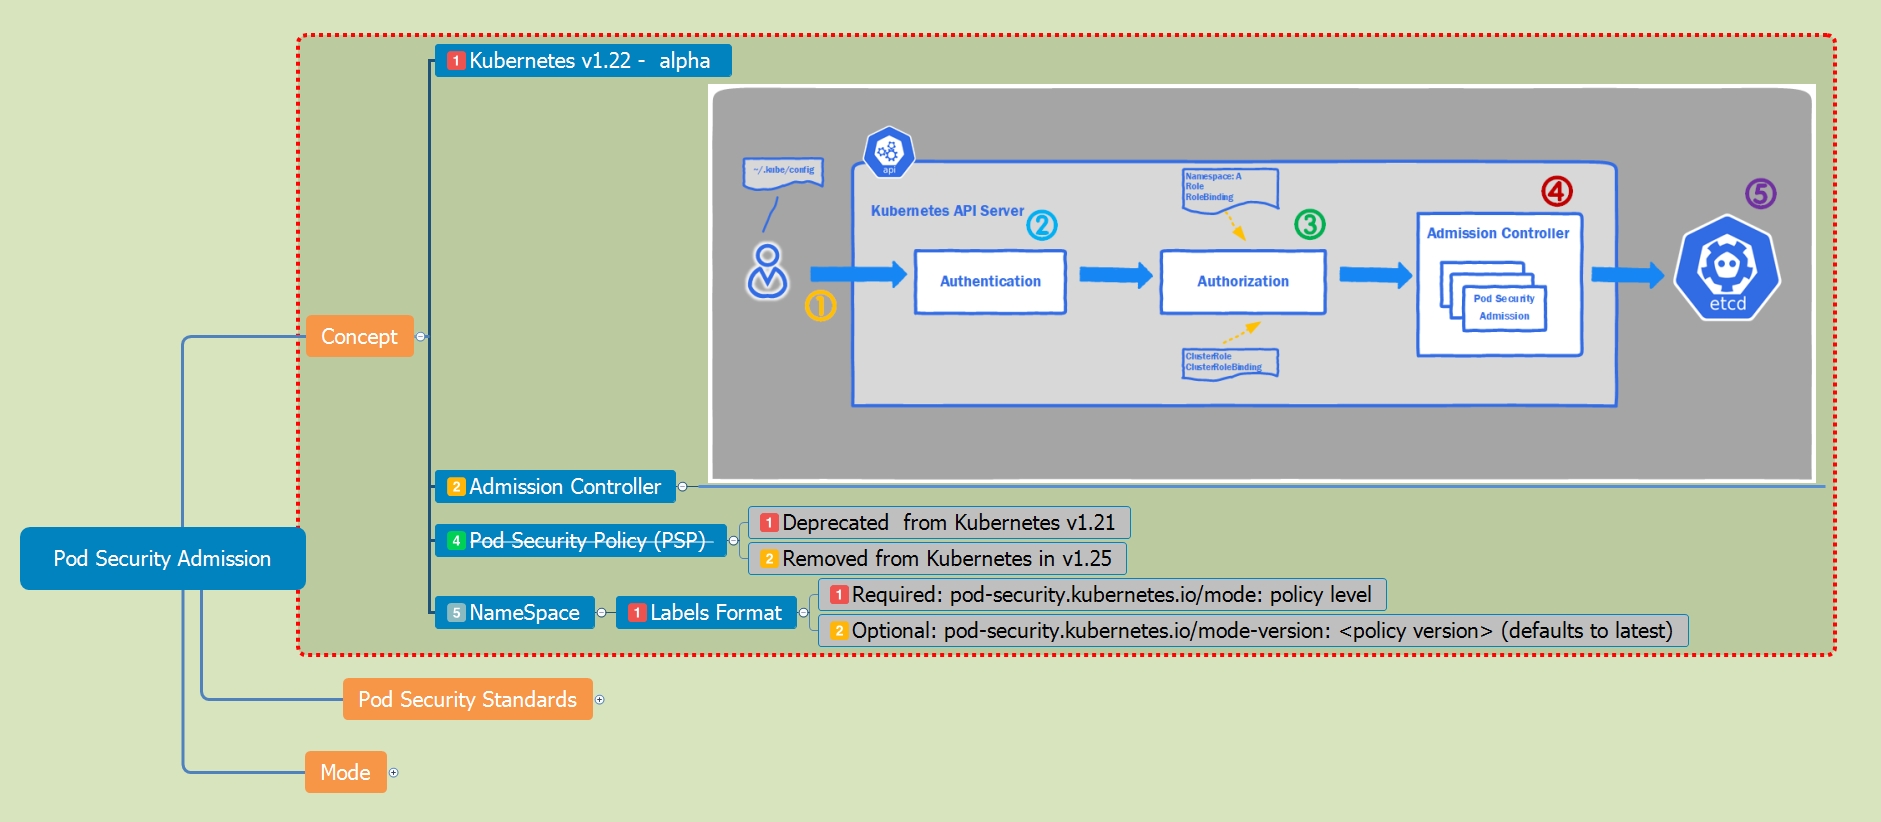 1 Kubernetes v1.22 - alpha
~/.kube/config
api
Kubernetes API Server
① ② ③ ④ ⑤
Authentication
Namespace: A
Role
RoleBinding
Authorization
ClusterRole
ClusterRoleBinding
Admission Controller
Pod Security
Admission
etcd
Concept
2 Admission Controller
4 Pod Security Policy (PSP)
1 Deprecated from Kubernetes v1.21
2 Removed from Kubernetes in v1.25
5 NameSpace
1 Labels Format
1 Required: pod-security.kubernetes.io/mode: policy level
2 Optional: pod-security.kubernetes.io/mode-version: <policy version> (defaults to latest)
Pod Security Admission
Pod Security Standards
Mode